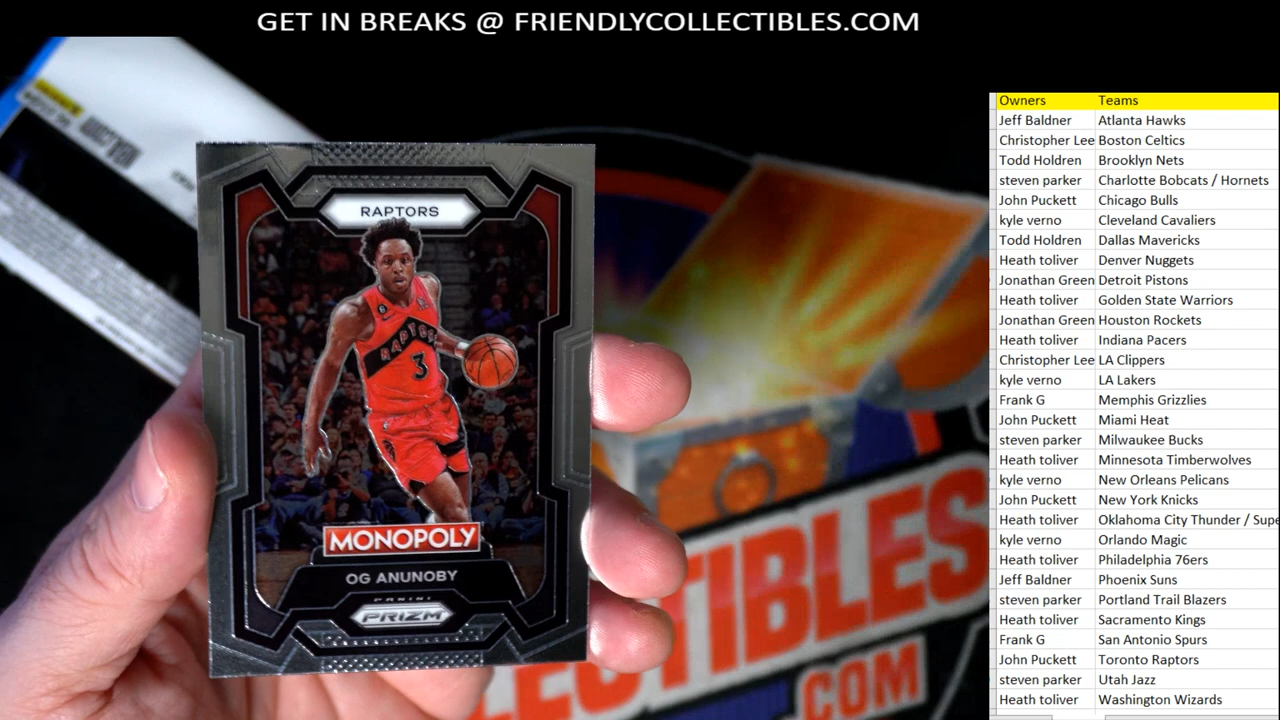 GET IN BREAKS @ FRIENDLYCOLLECTIBLES.COM
RAPTORS
RAPTORS
3
MONOPOLY
OG ANUNOBY
PANINI
PRIZM
TIBLES
.COM
Owners Teams
Jeff Baldner Atlanta Hawks
Christopher Lee Boston Celtics
Todd Holdren Brooklyn Nets
steven parker Charlotte Bobcats / Hornets
John Puckett Chicago Bulls
kyle verno Cleveland Cavaliers
Todd Holdren Dallas Mavericks
Heath toliver Denver Nuggets
Jonathan Green Detroit Pistons
Heath toliver Golden State Warriors
Jonathan Green Houston Rockets
Heath toliver Indiana Pacers
Christopher Lee LA Clippers
kyle verno LA Lakers
Frank G Memphis Grizzlies
John Puckett Miami Heat
steven parker Milwaukee Bucks
Heath toliver Minnesota Timberwolves
kyle verno New Orleans Pelicans
John Puckett New York Knicks
Heath toliver Oklahoma City Thunder / Supe
kyle verno Orlando Magic
Heath toliver Philadelphia 76ers
Jeff Baldner Phoenix Suns
steven parker Portland Trail Blazers
Heath toliver Sacramento Kings
Frank G San Antonio Spurs
John Puckett Toronto Raptors
steven parker Utah Jazz
Heath toliver Washington Wizards